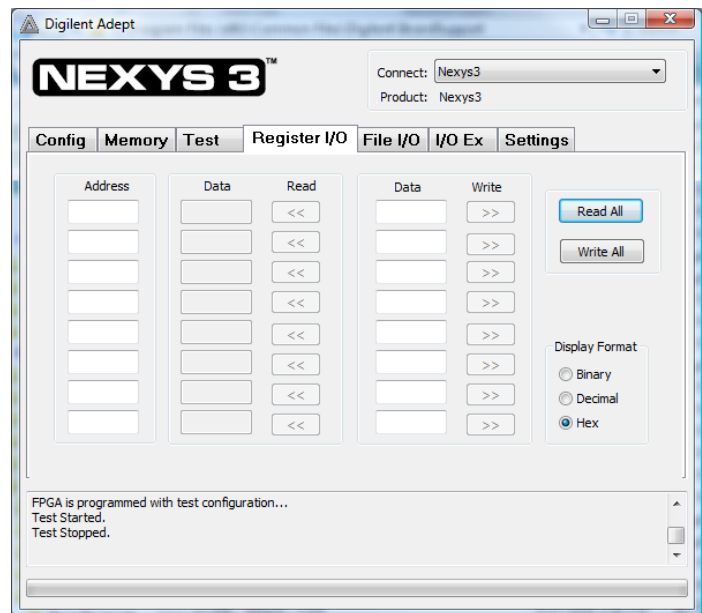 Digilent Adept
NEXYS 3™
Connect: Nexys3
Product: Nexys3
Config Memory Test Register I/O File I/O I/O Ex Settings
Address Data Read Data Write
<< >>
<< >>
<< >>
<< >>
<< >>
<< >>
<< >>
<< >>
Read All
Write All
Display Format
Binary
Decimal
Hex
FPGA is programmed with test configuration...
Test Started.
Test Stopped.